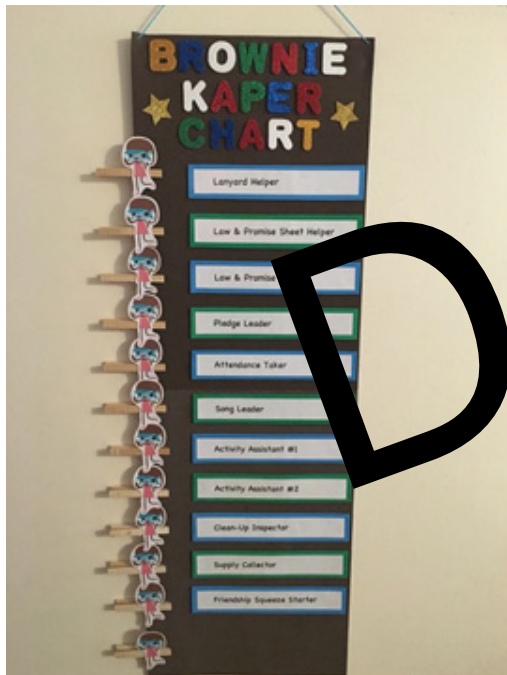 BROWNIE
KAPER
CHART
Lanyard Helper
Law & Promise Sheet Helper
Law & Promise
Pledge Leader
Attendance Taker
Song Leader
Activity Assistant #1
Activity Assistant #2
Clean-Up Inspector
Supply Collector
Friendship Squeeze Starter
D